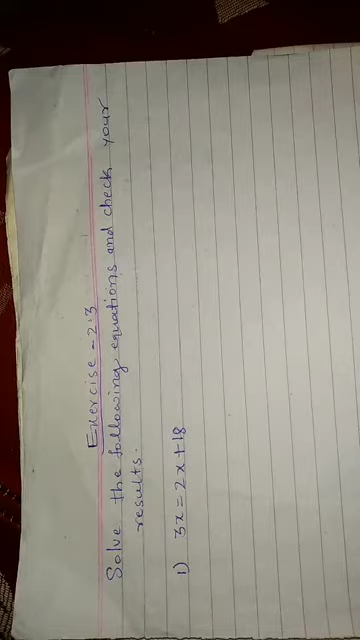 Exercise - 2.3
Solve the following equations and check your
results.
1) 3x = 2x + 18